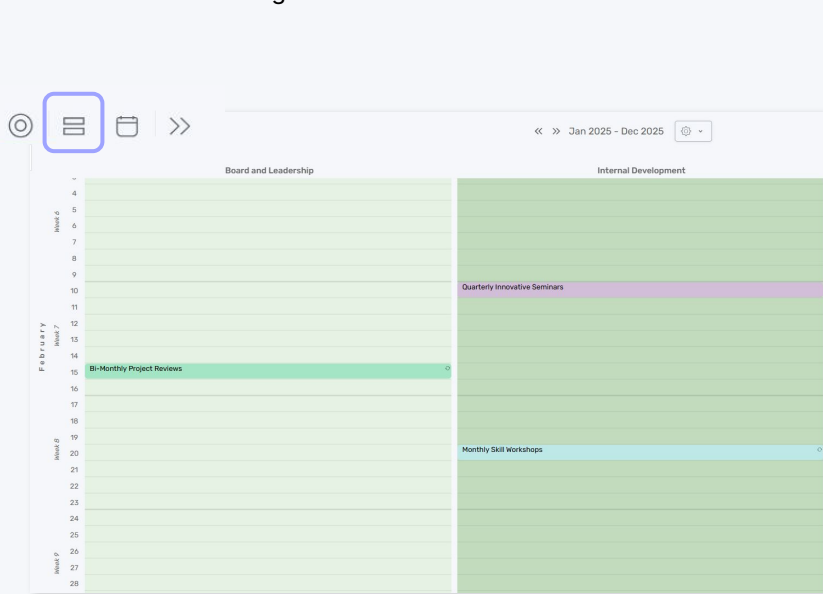 Jan 2025 - Dec 2025
Board and Leadership Internal Development
4
5
Week 6
6
7
8
9
10 Quarterly Innovative Seminars
11
12
February
Week 7
13
14
15 Bi-Monthly Project Reviews
16
17
18
19
Week 8
20 Monthly Skill Workshops
21
22
23
24
25
26
Week 9
27
28